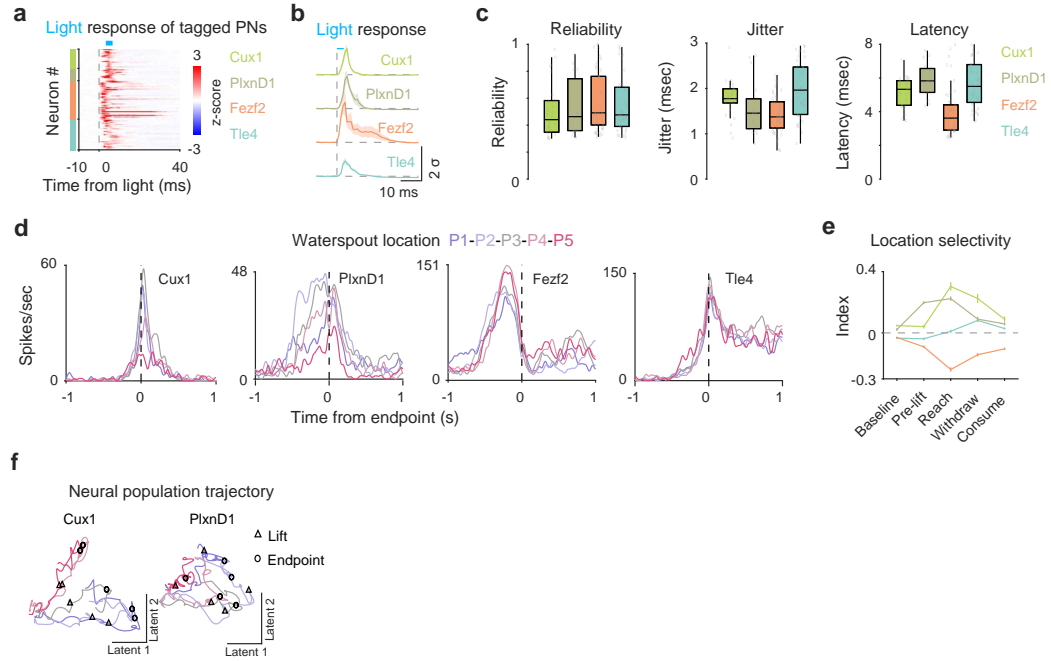 a
Light response of tagged PNs
Neuron #
Cux1
PlxnD1
Fezf2
Tle4
3
z-score
-3
-10
0
40
Time from light (ms)
b
Light response
Cux1
PlxnD1
Fezf2
Tle4
2 σ
10 ms
c
Reliability
Reliability
1
0
Jitter
Jitter (msec)
3
2
1
0
Latency
Latency (msec)
8
6
4
2
0
Cux1
PlxnD1
Fezf2
Tle4
d
Waterspout location P1-P2-P3-P4-P5
Spikes/sec
60
0
Cux1
-1 0 1
48
0
PlxnD1
-1 0 1
151
0
Fezf2
-1 0 1
150
0
Tle4
-1 0 1
Time from endpoint (s)
e
Location selectivity
Index
0.4
0
-0.3
Baseline
Pre-lift
Reach
Withdraw
Consume
f
Neural population trajectory
Cux1
PlxnD1
Lift
Endpoint
Latent 2
Latent 1
Latent 2
Latent 1